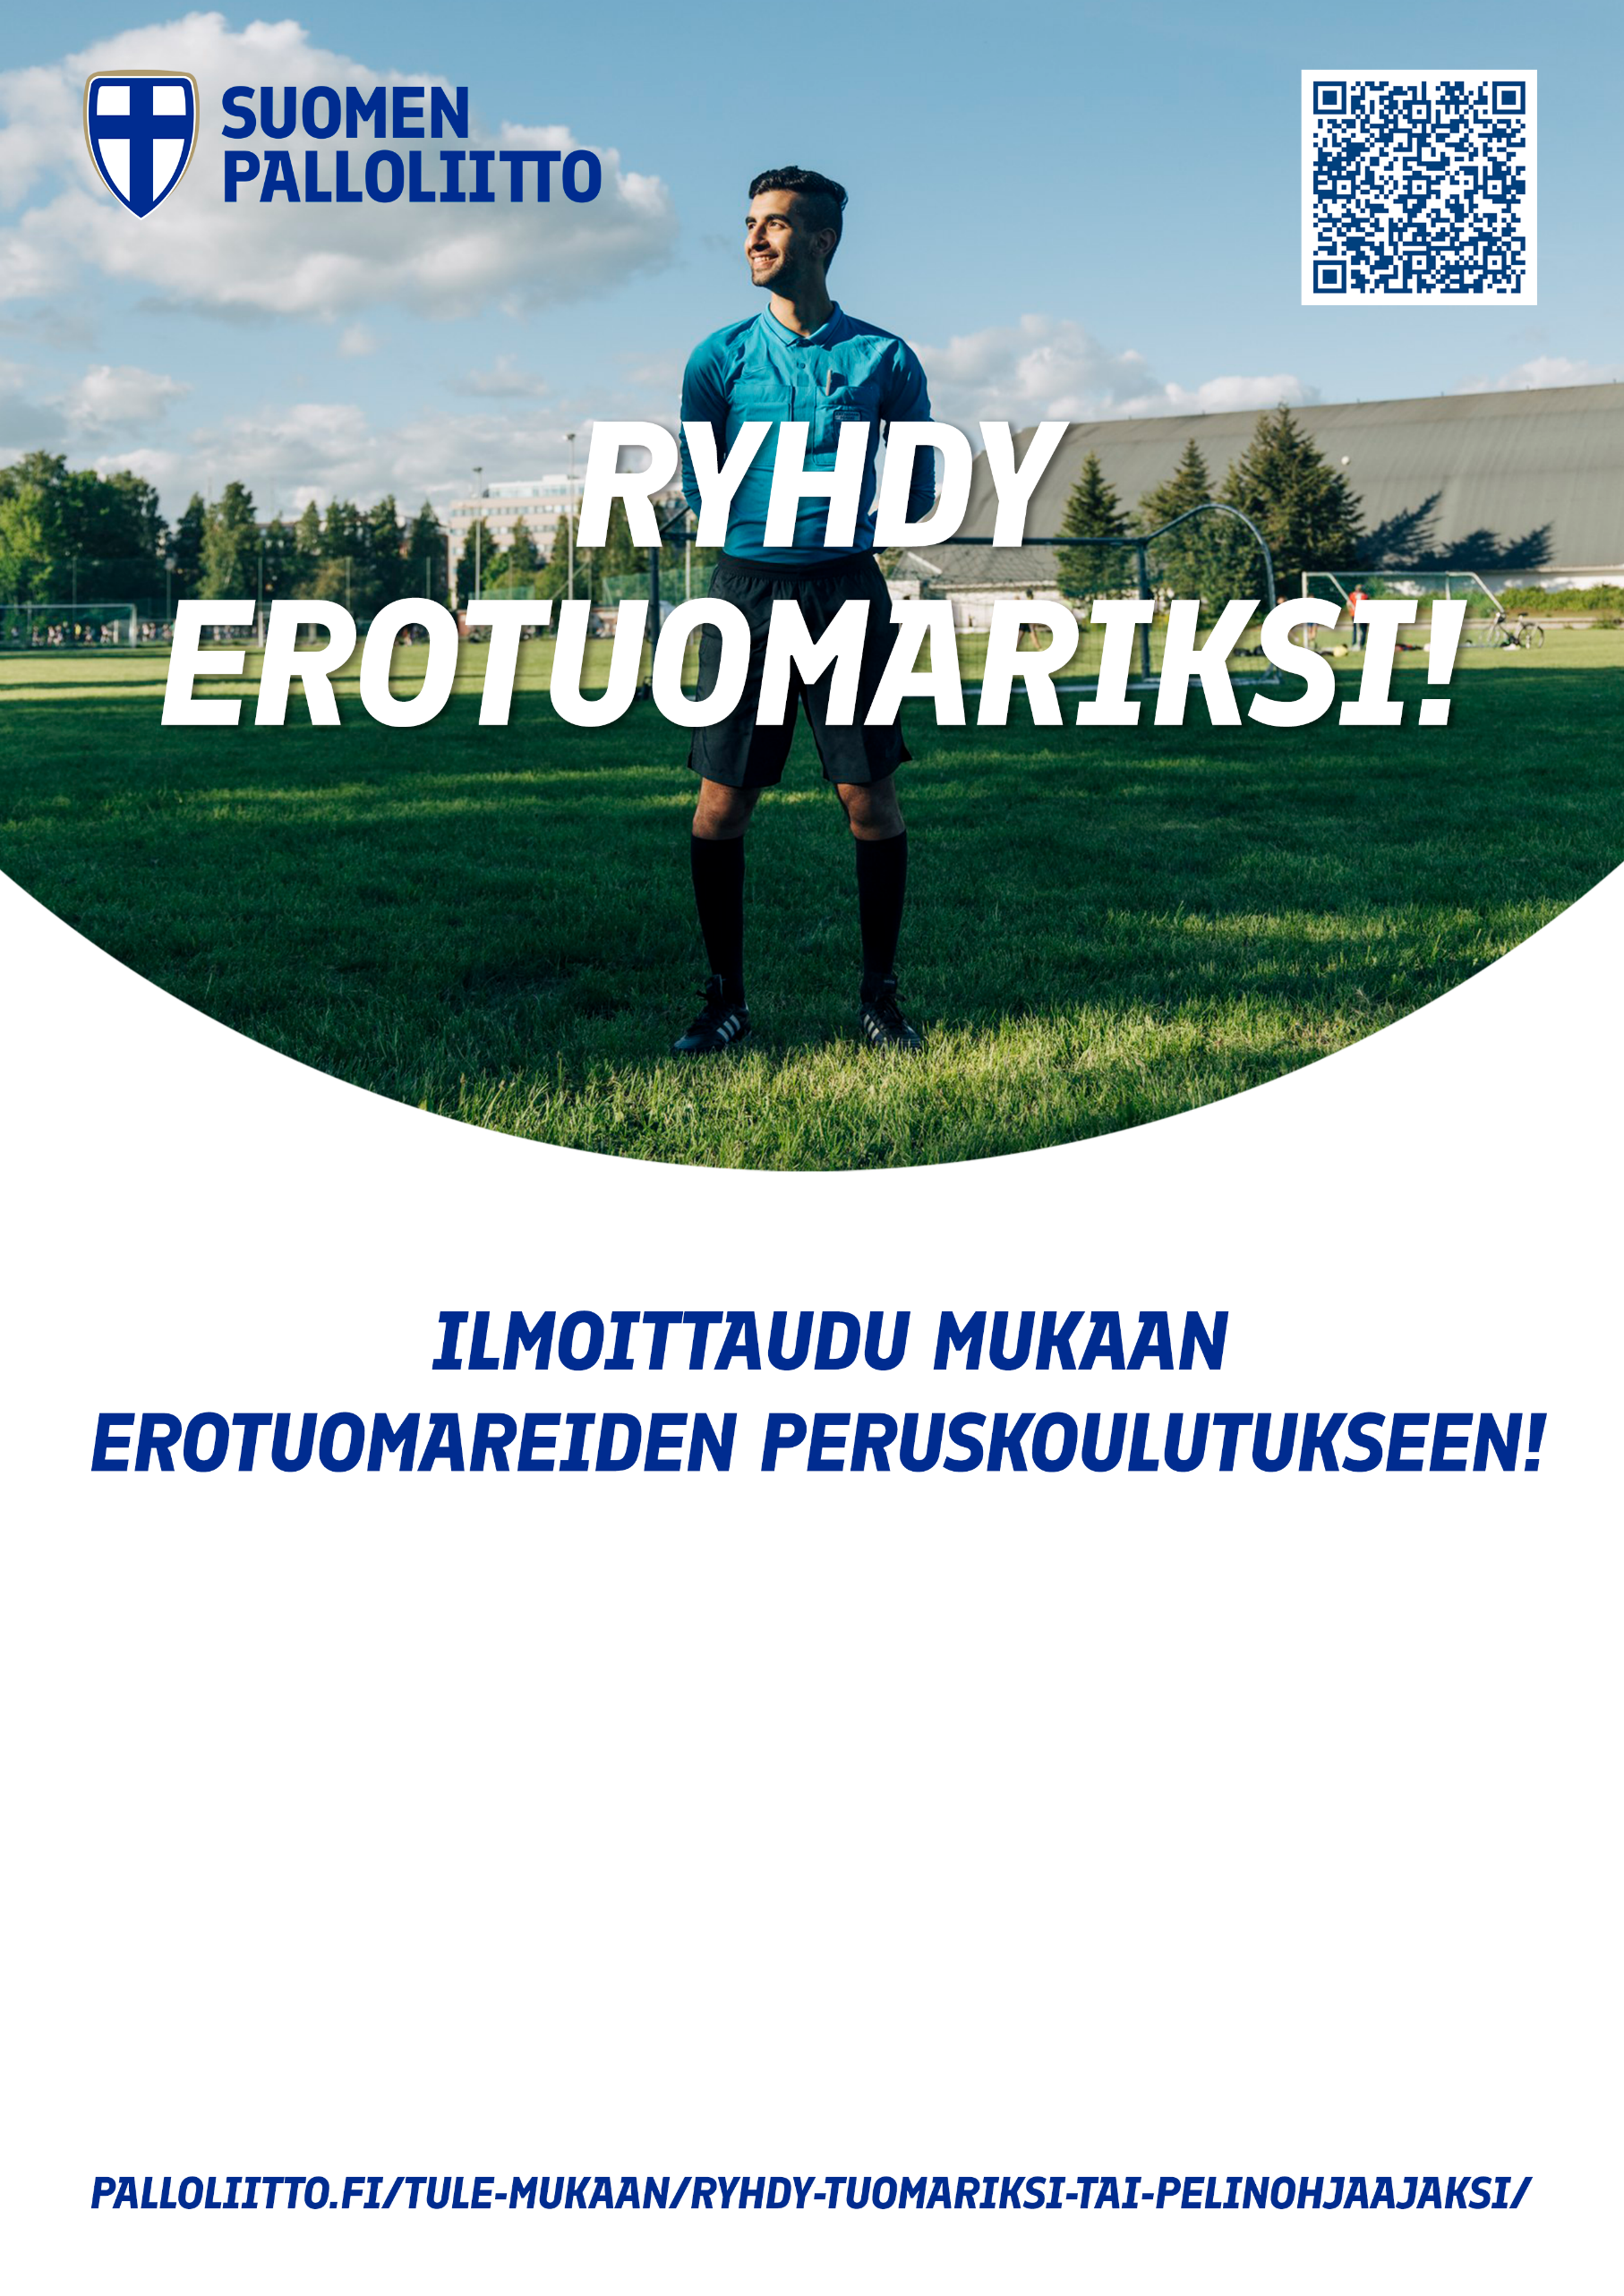 SUOMEN
PALLOLIITTO
RYHDY
EROTUOMARIKSI!
ILMOITTAUDU MUKAAN
EROTUOMAREIDEN PERUSKOULUTUKSEEN!
PALLOLIITTO.FI/TULE-MUKAAN/RYHDY-TUOMARIKSI-TAI-PELINOHJAAJAKSI/